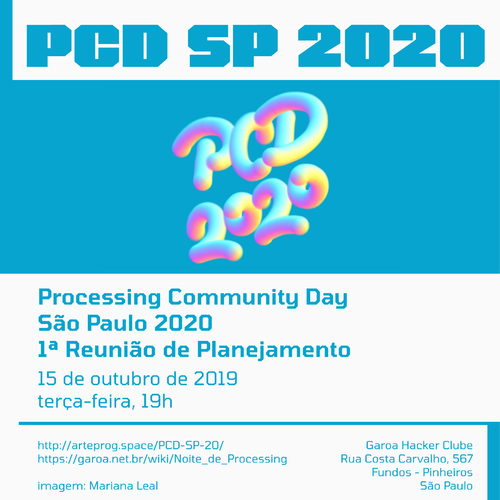 PCD SP 2020
PCD
2020
Processing Community Day
São Paulo 2020
1ª Reunião de Planejamento
15 de outubro de 2019
terça-feira, 19h
http://arteprog.space/PCD-SP-20/
https://garoa.net.br/wiki/Noite_de_Processing
imagem: Mariana Leal
Garoa Hacker Clube
Rua Costa Carvalho, 567
Fundos - Pinheiros
São Paulo